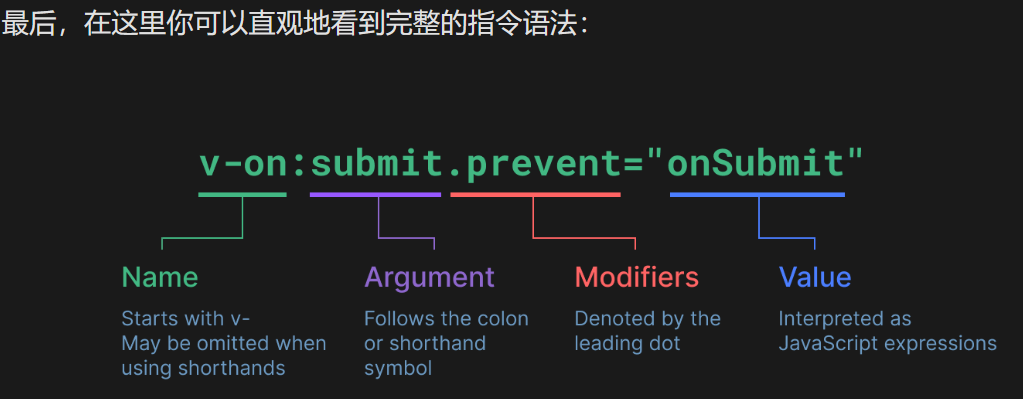 最后，在这里你可以直观地看到完整的指令语法：
v-on:submit.prevent="onSubmit"
Name
Starts with v-
May be omitted when
using shorthands
Argument
Follows the colon
or shorthand
symbol
Modifiers
Denoted by the
leading dot
Value
Interpreted as
JavaScript expressions